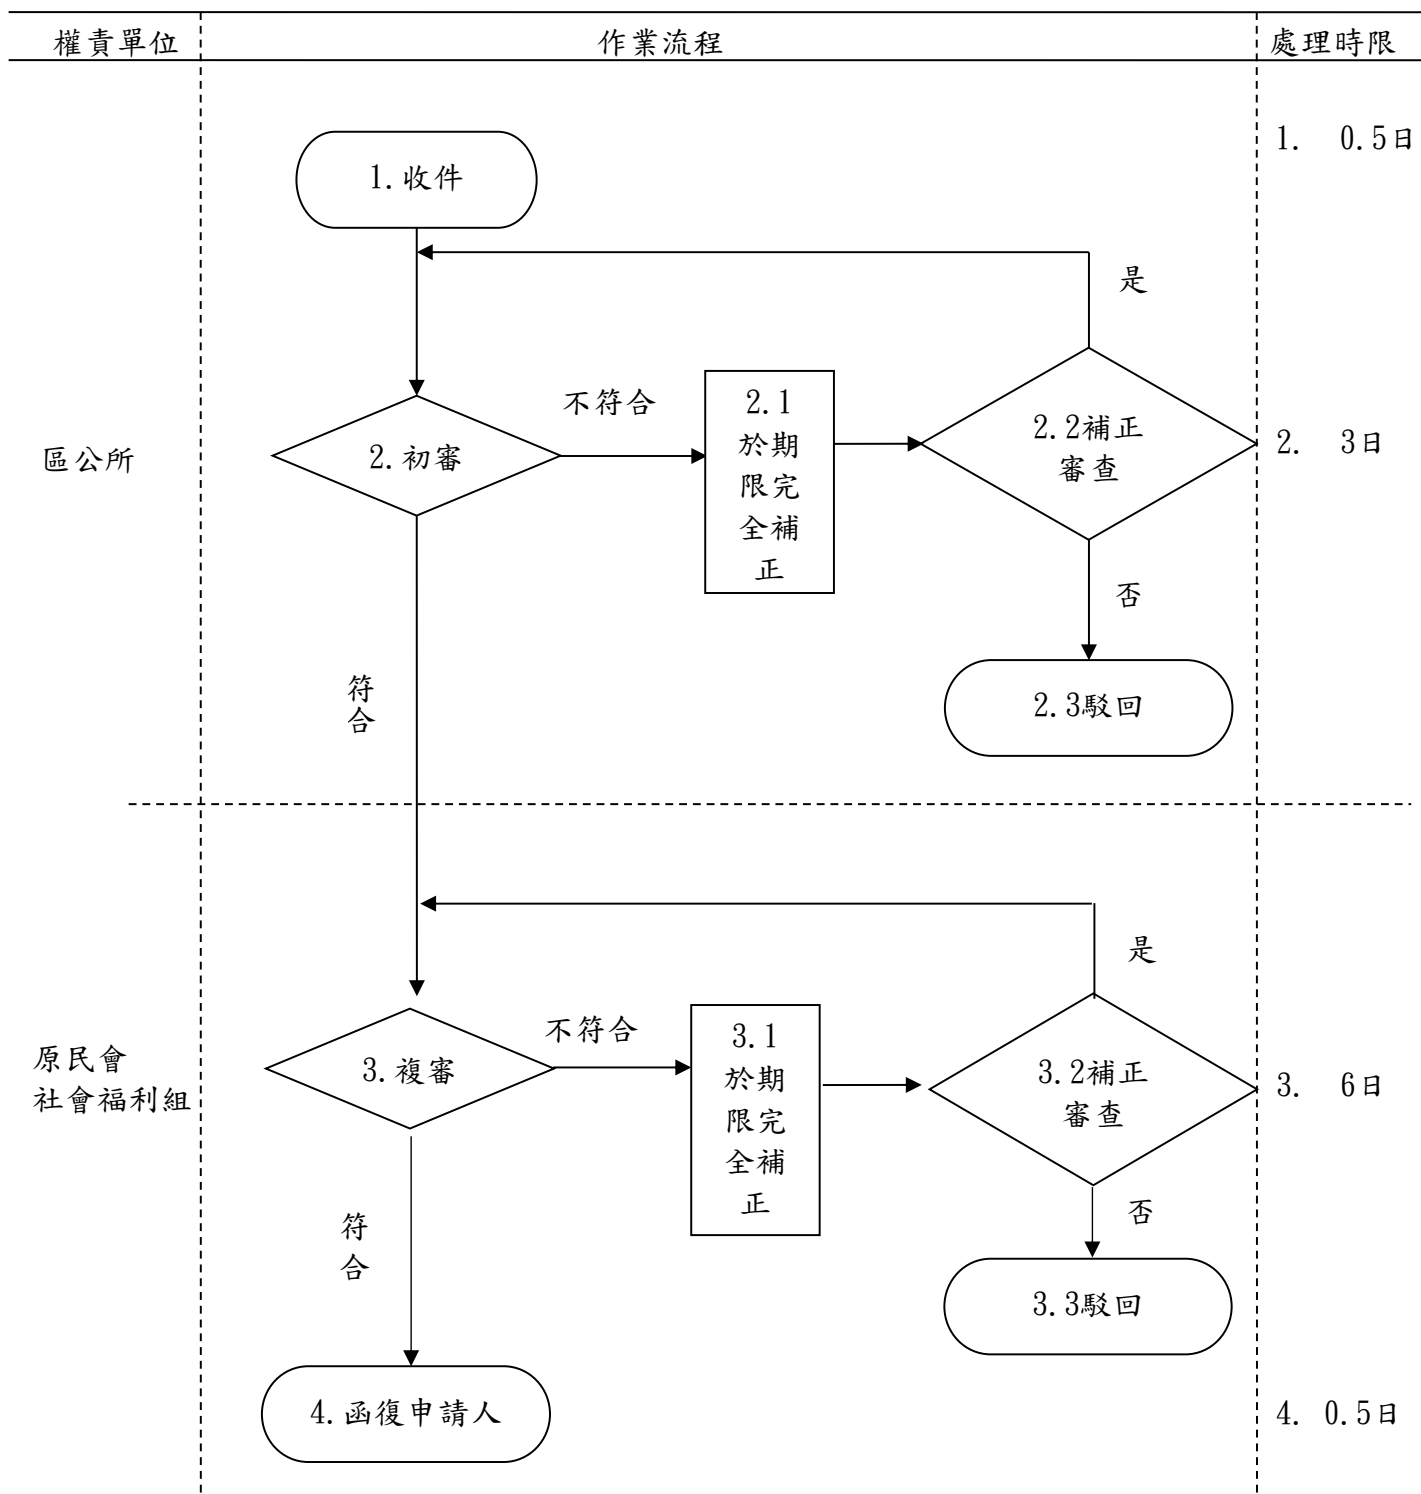 權責單位
作業流程
處理時限
1.收件
1. 0.5日
是
不符合
2.初審
2.1
於期
限完
全補
正
2.2補正
審查
區公所
2. 3日
否
符
合
2.3駁回
是
不符合
3.複審
3.1
於期
限完
全補
正
3.2補正
審查
原民會
社會福利組
3. 6日
否
符
合
3.3駁回
4.函復申請人
4. 0.5日